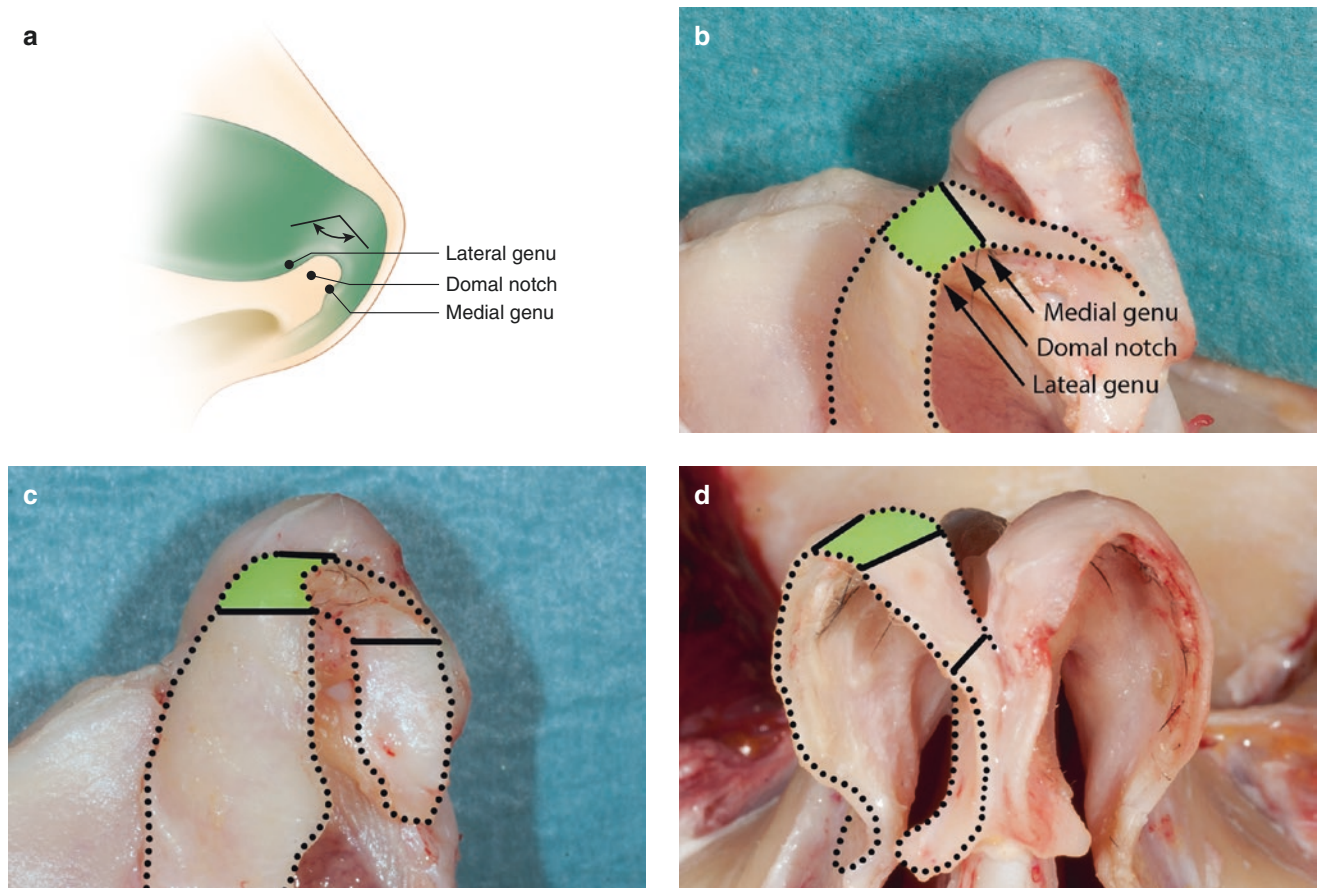 a
Lateral genu
Domal notch
Medial genu
b
Medial genu
Domal notch
Lateal genu
c
d